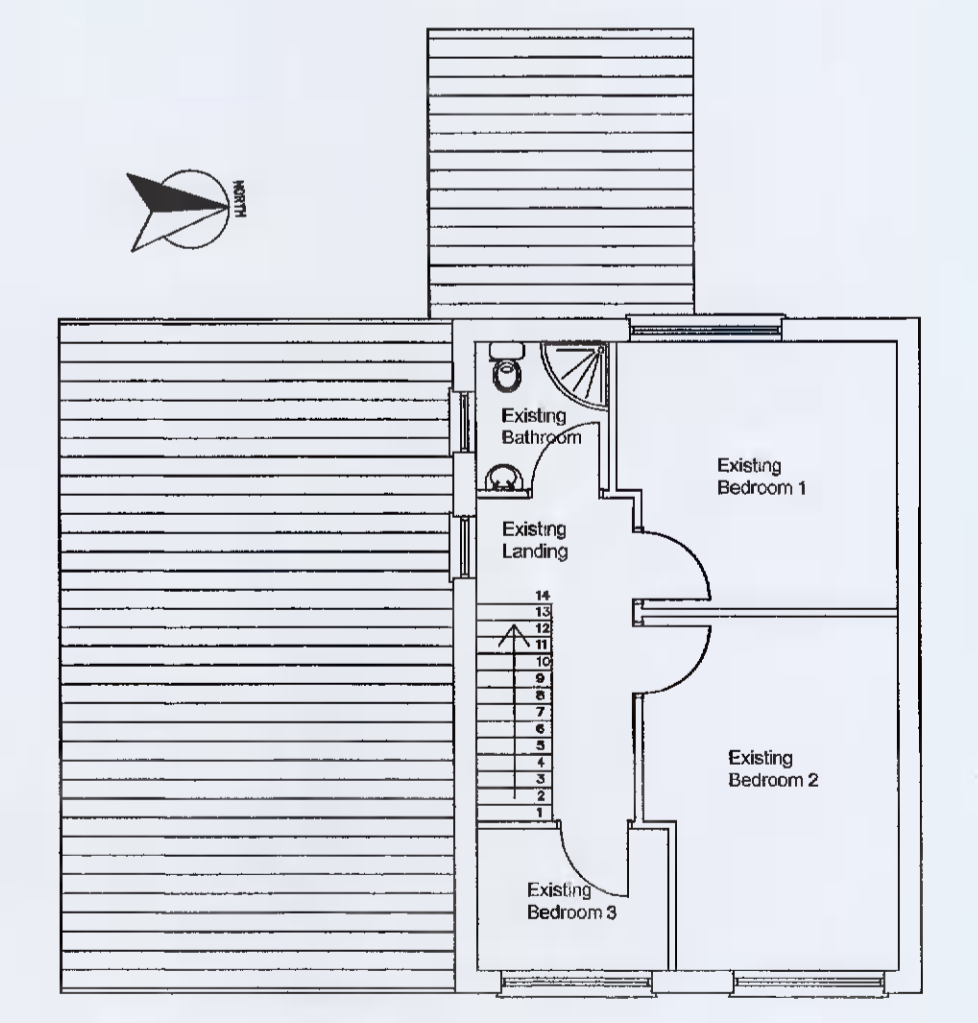 NORTH
Existing
Bathroom
Existing
Bedroom 1
Existing
Landing
14
13
12
11
10
9
8
7
6
5
4
3
2
1
Existing
Bedroom 2
Existing
Bedroom 3